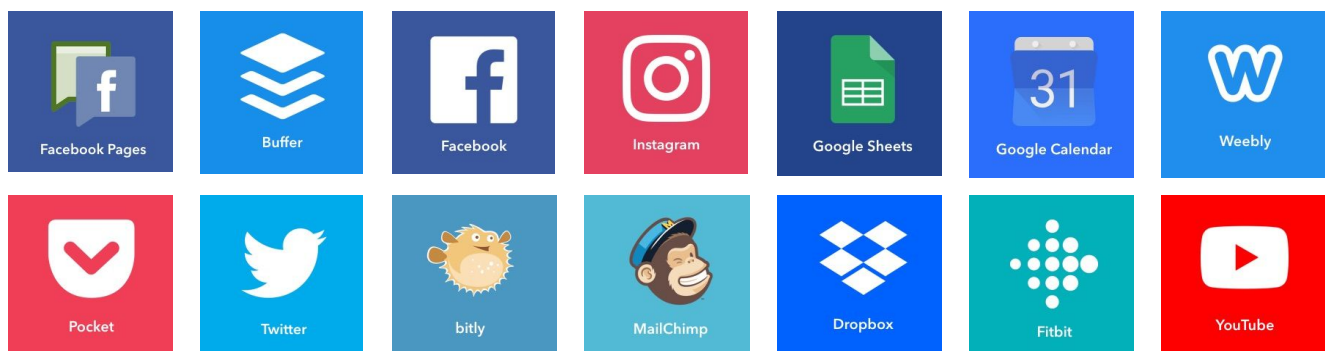 Facebook Pages
Buffer
f
Facebook
Instagram
Google Sheets
31
Google Calendar
W
Weebly
f
Pocket
Twitter
bitly
M
MailChimp
Dropbox
Fitbit
YouTube